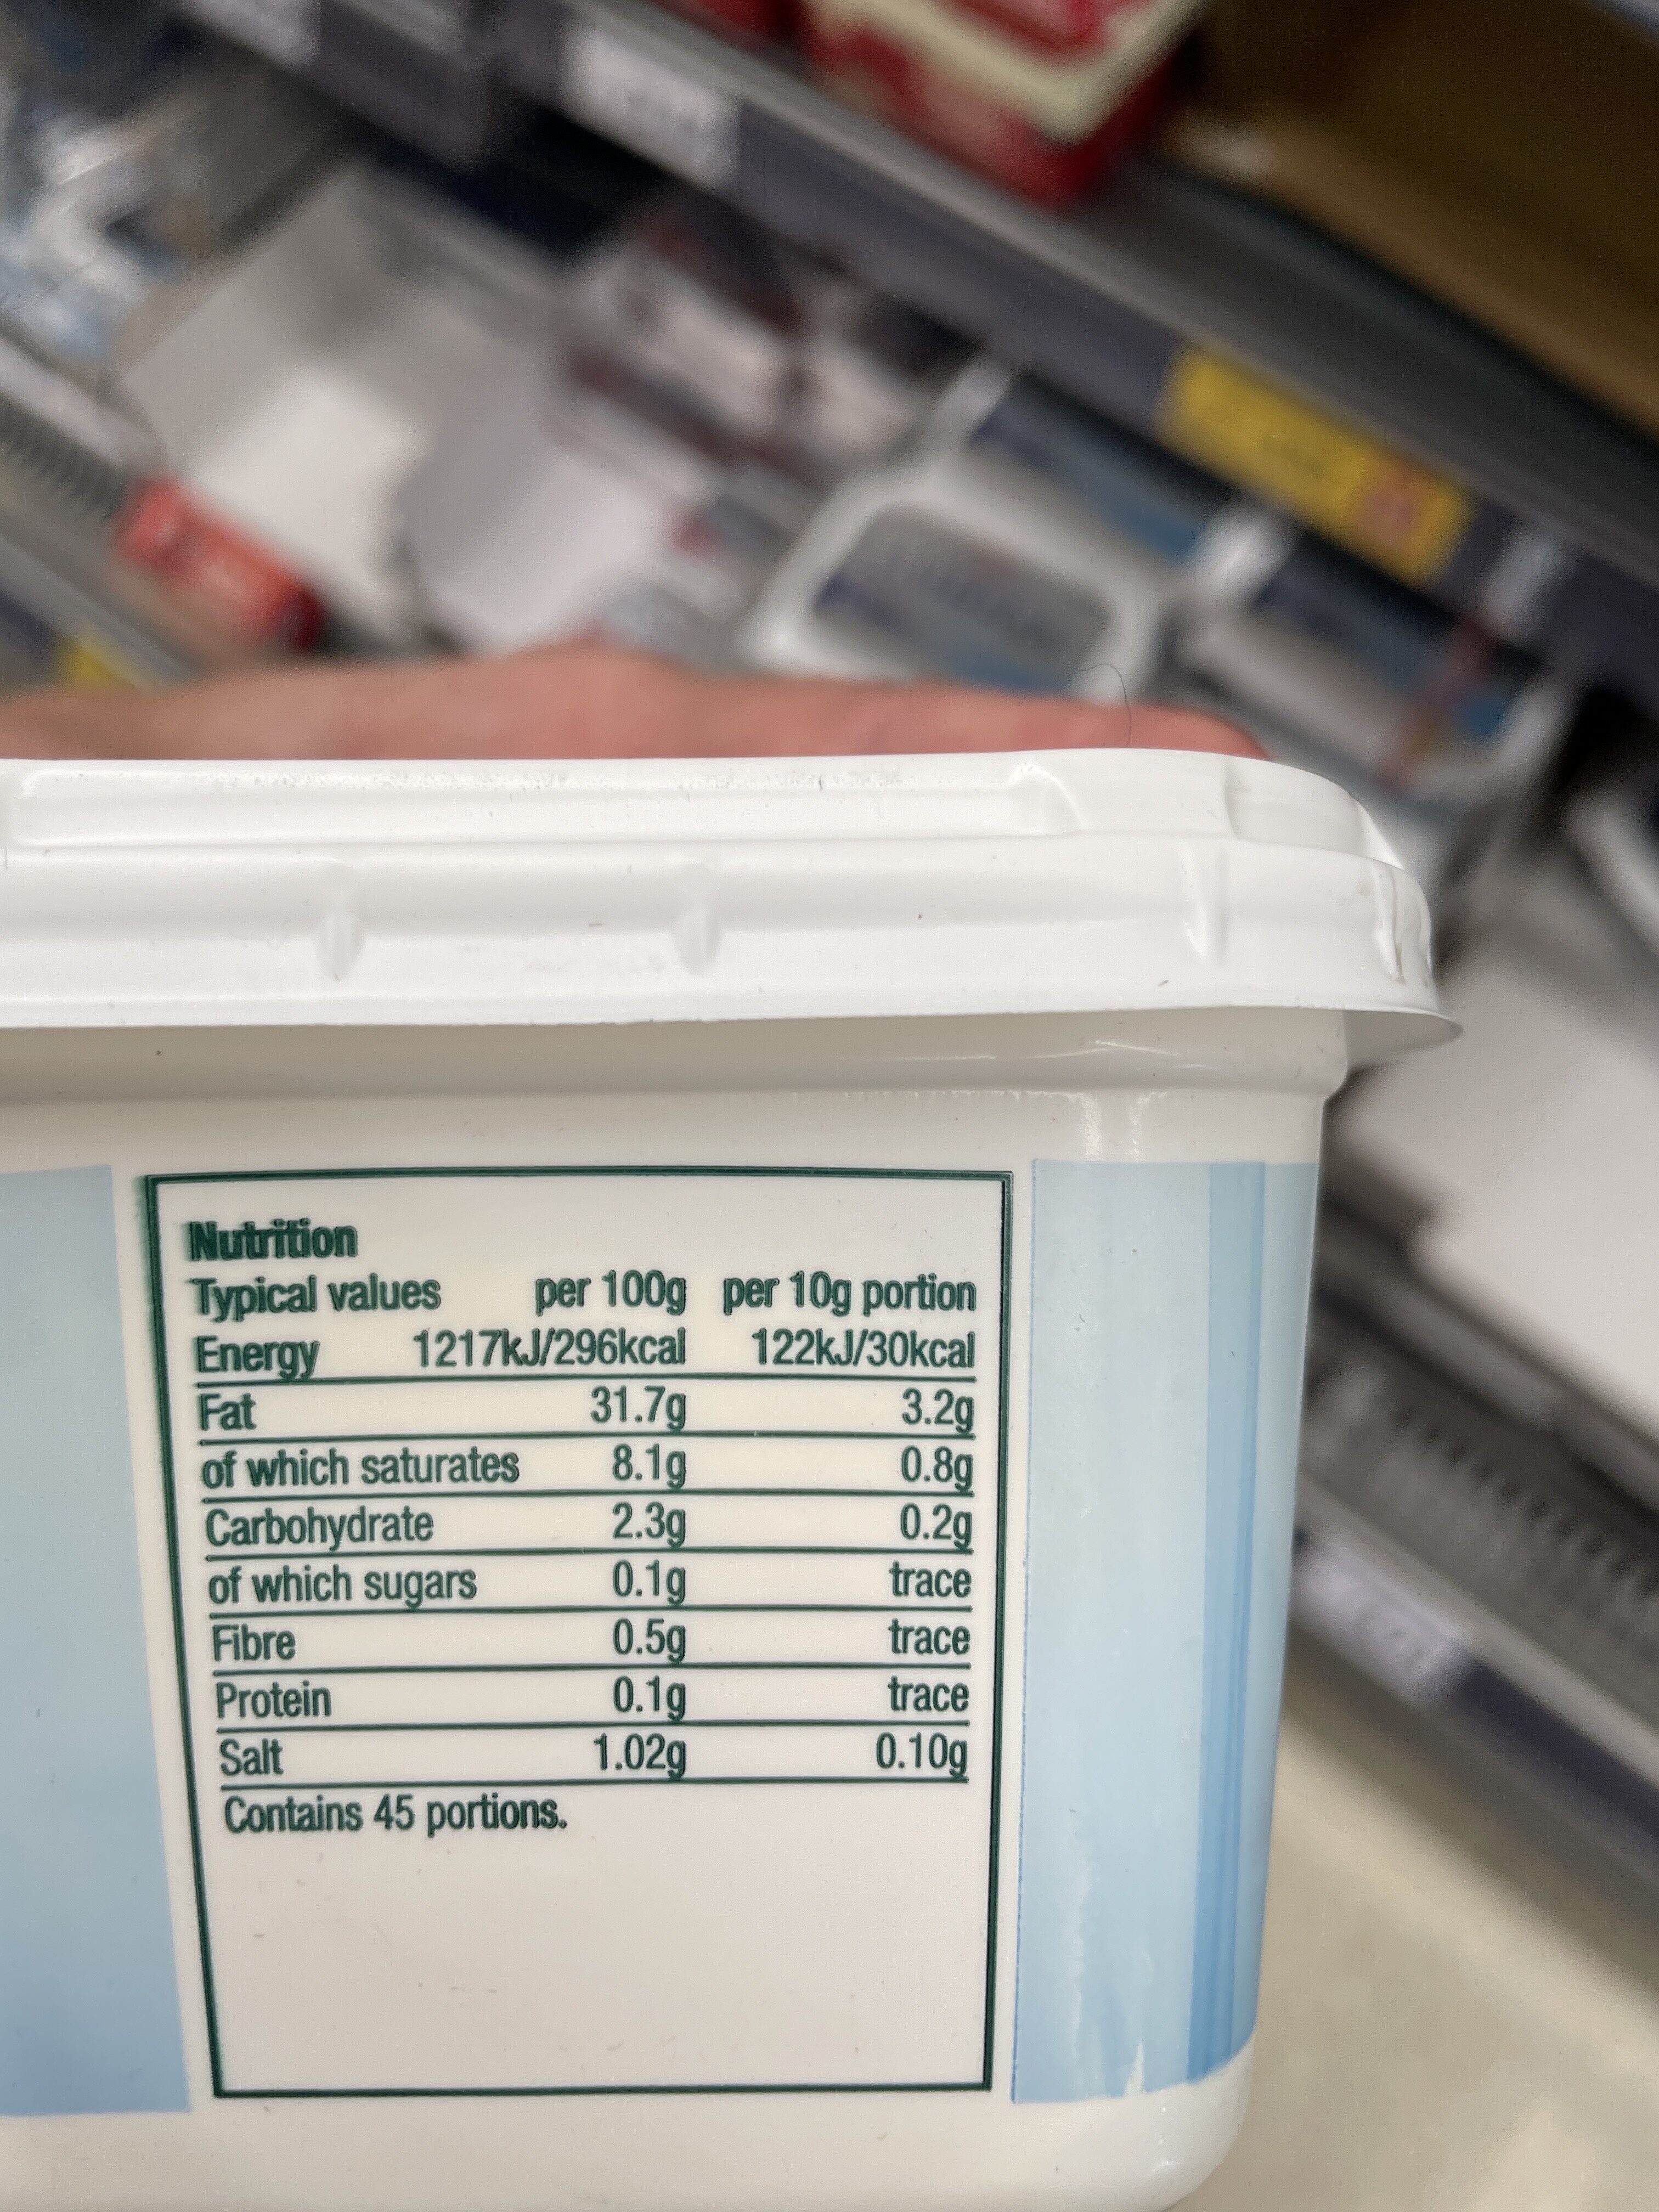 Nutrition
Typical values per 100g per 10g portion
Energy 1217kJ/296kcal 122kJ/30kcal
Fat 31.7g 3.2g
of which saturates 8.1g 0.8g
Carbohydrate 2.3g 0.2g
of which sugars 0.1g trace
Fibre 0.5g trace
Protein 0.1g trace
Salt 1.02g 0.10g
Contains 45 portions.